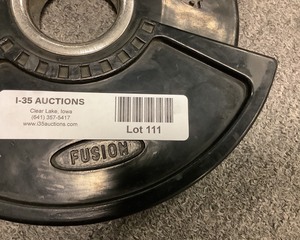 I-35 AUCTIONS
Clear Lake, Iowa
(641) 357-5417
www.i35auctions.com
Lot 111
FUSION